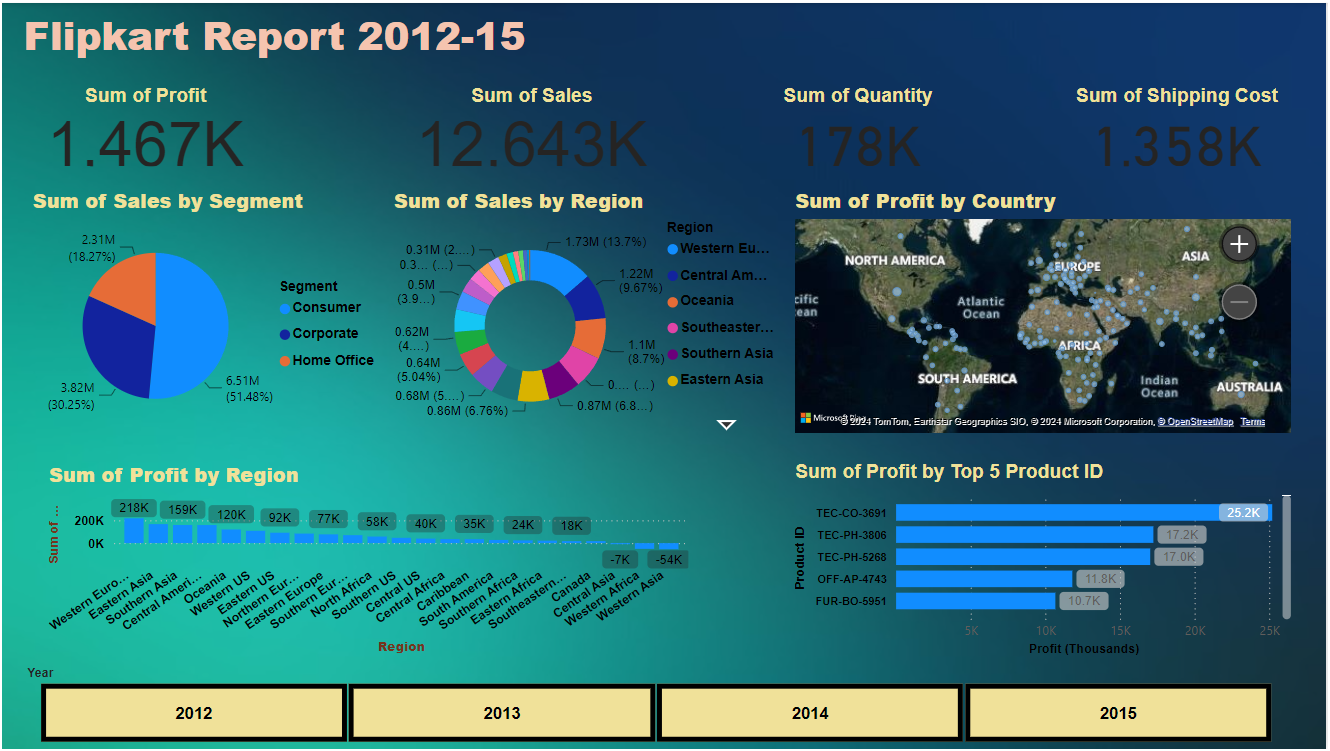 Flipkart Report 2012-15
Sum of Profit
1.467K
Sum of Sales
12.643K
Sum of Quantity
178K
Sum of Shipping Cost
1.358K
Sum of Sales by Segment
2.31M
(18.27%)
3.82M
(30.25%)
6.51M
(51.48%)
Segment
Consumer
Corporate
Home Office
Sum of Sales by Region
1.73M (13.7%)
1.22M
(9.67%)
1.1M
(8.7%)
0.... (...)
0.87M (6.8...)
0.86M (6.76%)
0.68M (5....)
0.64M
(5.04%)
0.62M
(4....)
0.5M
(3.9...)
0.3... (...)
0.31M (2....)
Region
Western Eu...
Central Am...
Oceania
Southeaster...
Southern Asia
Eastern Asia
Sum of Profit by Country
NORTH AMERICA
EUROPE
ASIA
cific
ean
Atlantic
Ocean
AFRICA
SOUTH AMERICA
Indian
Ocean
AUSTRALIA
Microsoft Bing
© 2024 TomTom, Earthstar Geographics SIO, © 2024 Microsoft Corporation, © OpenStreetMap Terms
Sum of Profit by Region
Sum of ...
200K
0K
218K
159K
120K
92K
77K
58K
40K
35K
24K
18K
-7K
-54K
Western Euro...
Eastern Asia
Southern Asia
Central Ameri...
Oceania
Western US
Eastern US
Northern Eur...
Eastern Europe
Southern Eur...
North Africa
Southern US
Central US
Central Africa
Caribbean
South America
Southern Africa
Eastern Africa
Southeastern...
Canada
Central Asia
Western Africa
Western Asia
Region
Sum of Profit by Top 5 Product ID
Product ID
TEC-CO-3691
25.2K
TEC-PH-3806
17.2K
TEC-PH-5268
17.0K
OFF-AP-4743
11.8K
FUR-BO-5951
10.7K
5K
10K
15K
20K
25K
Profit (Thousands)
Year
2012
2013
2014
2015